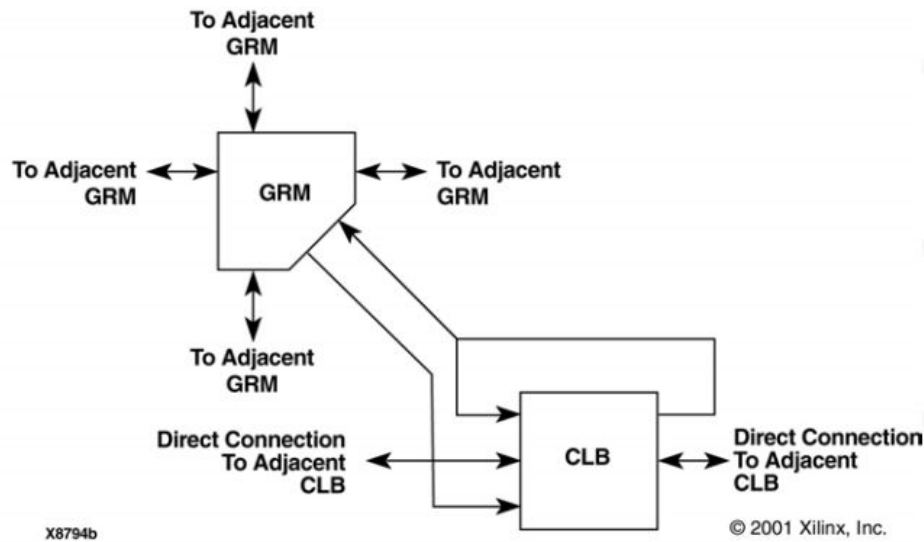 To Adjacent
GRM
To Adjacent
GRM
GRM
To Adjacent
GRM
To Adjacent
GRM
Direct Connection
To Adjacent
CLB
CLB
Direct Connection
To Adjacent
CLB
X8794b
© 2001 Xilinx, Inc.